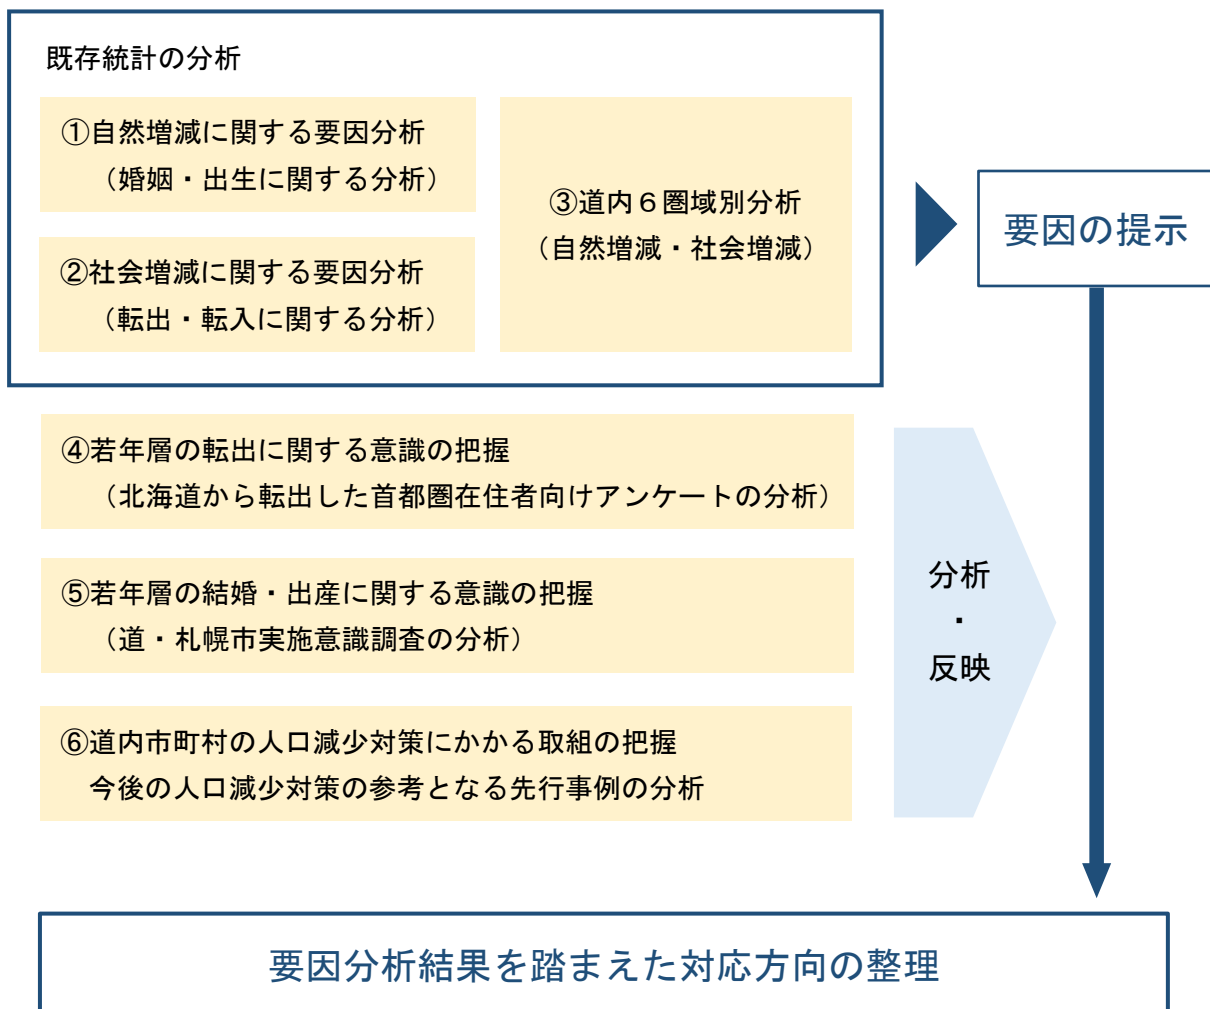 既存統計の分析
①自然増減に関する要因分析
（婚姻・出生に関する分析）
②社会増減に関する要因分析
（転出・転入に関する分析）
③道内６圏域別分析
（自然増減・社会増減）
要因の提示
④若年層の転出に関する意識の把握
（北海道から転出した首都圏在住者向けアンケートの分析）
⑤若年層の結婚・出産に関する意識の把握
（道・札幌市実施意識調査の分析）
⑥道内市町村の人口減少対策にかかる取組の把握
今後の人口減少対策の参考となる先行事例の分析
分析
・
反映
要因分析結果を踏まえた対応方向の整理